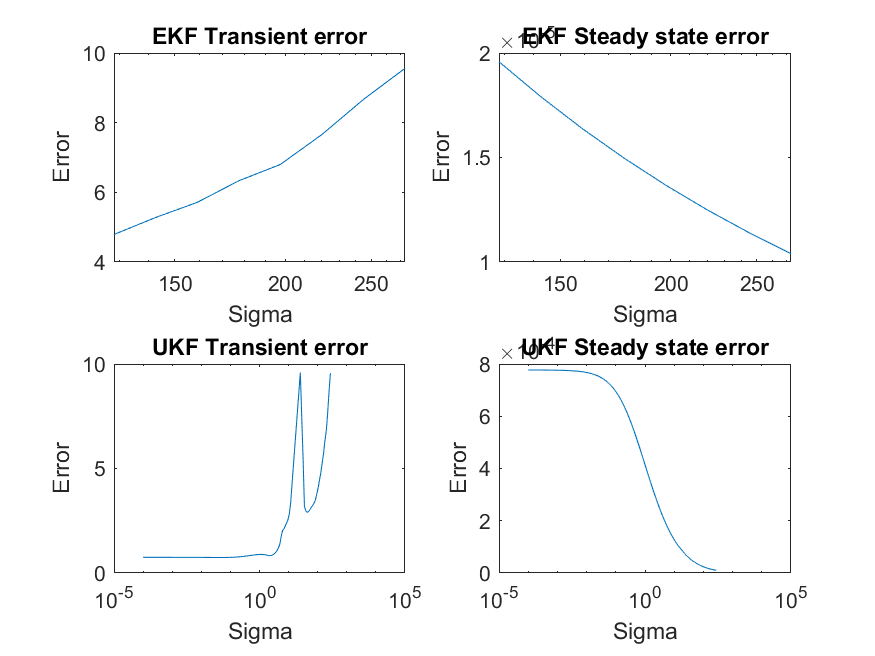 EKF Transient error
10
8
6
4
Error
150 200 250
Sigma
EKF Steady state error
2
1.5
1
Error
150 200 250
Sigma
UKF Transient error
10
5
0
Error
10^-5 10^0 10^5
Sigma
UKF Steady state error
8
6
4
2
0
Error
10^-5 10^0 10^5
Sigma